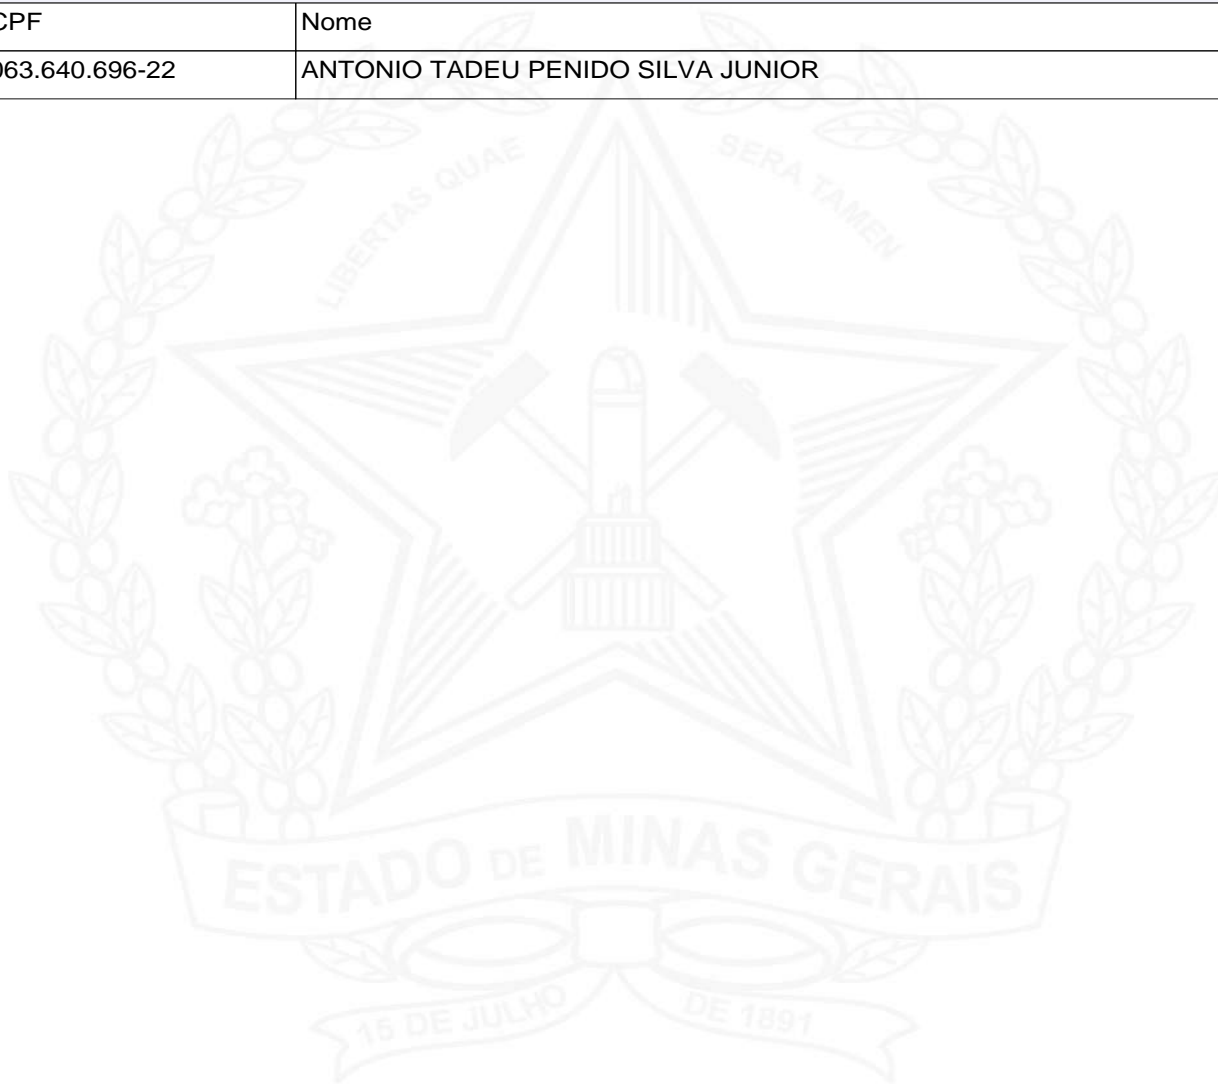 CPF Nome
063.640.696-22 ANTONIO TADEU PENIDO SILVA JUNIOR
LIBERTAS QUAE SERA TAMEN
ESTADO DE MINAS GERAIS
15 DE JULHO DE 1891